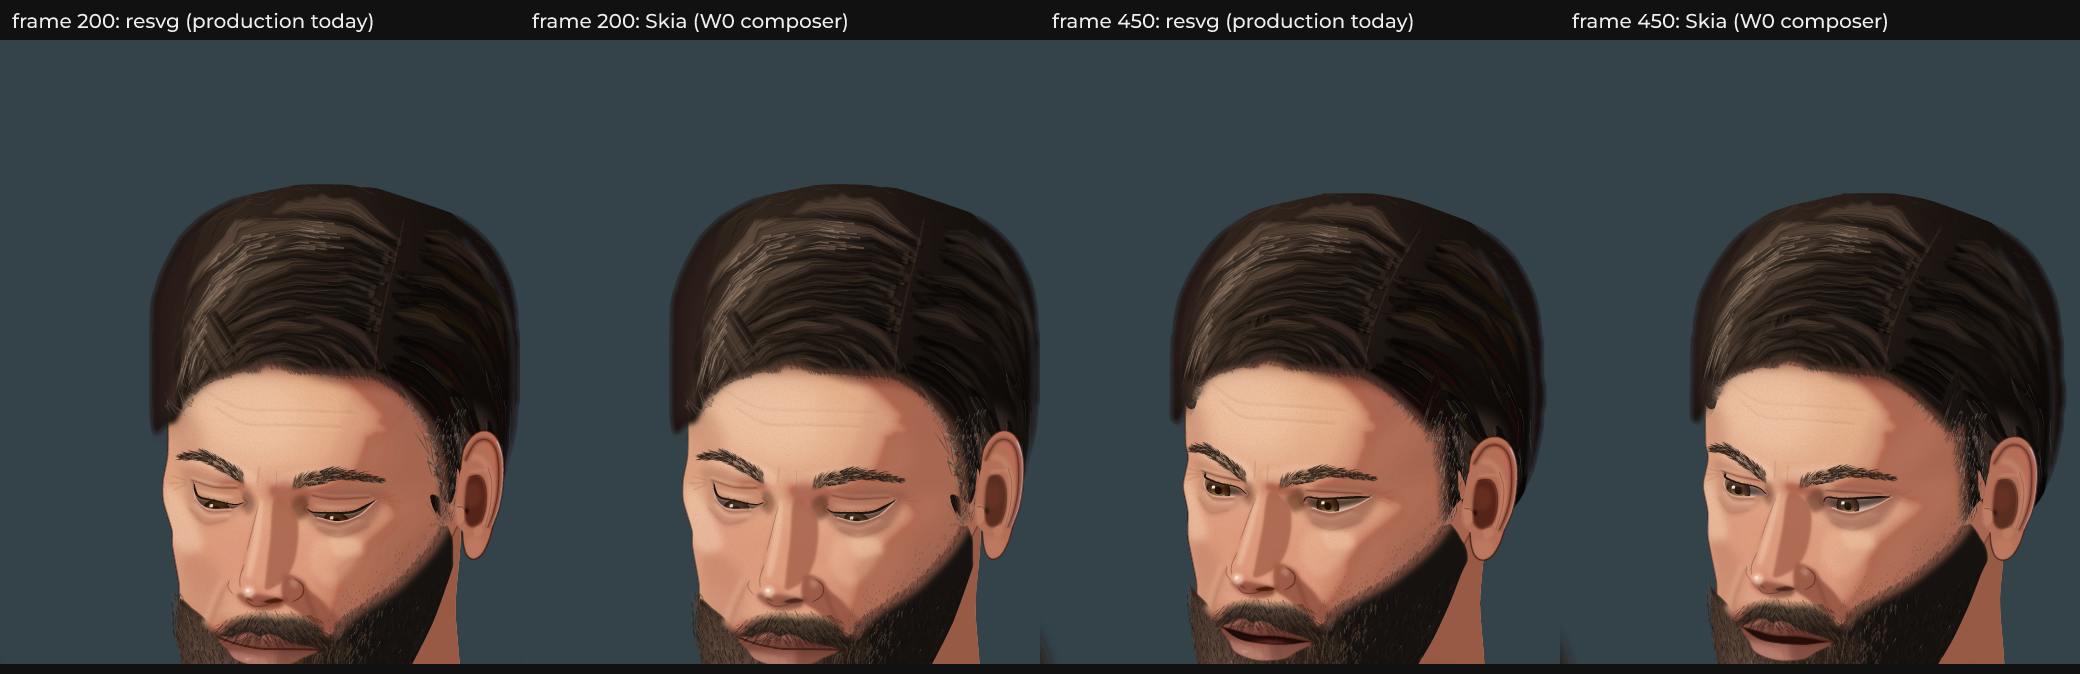 frame 200: resvg (production today)
frame 200: Skia (W0 composer)
frame 450: resvg (production today)
frame 450: Skia (W0 composer)